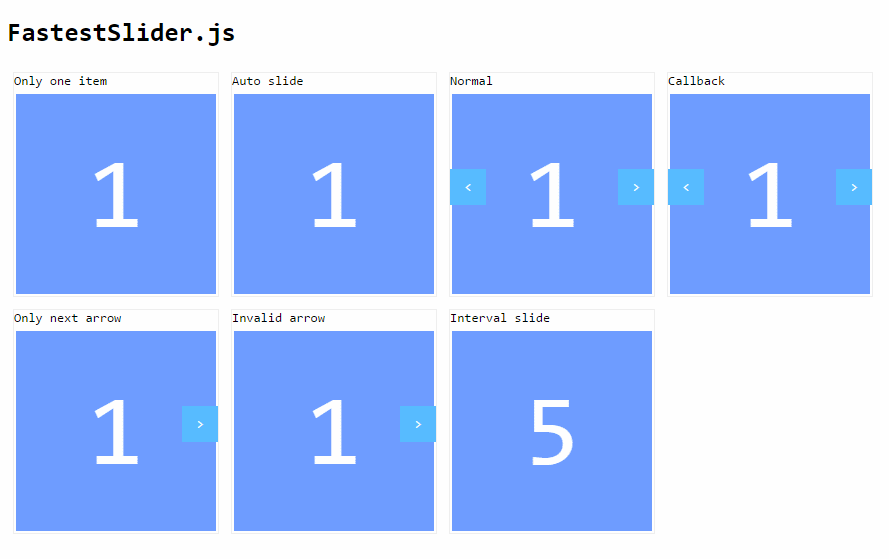 FastestSlider.js
Only one item Auto slide Normal Callback
1 1 < 1 > < 1 >
Only next arrow Invalid arrow Interval slide
1 > 1 > 5